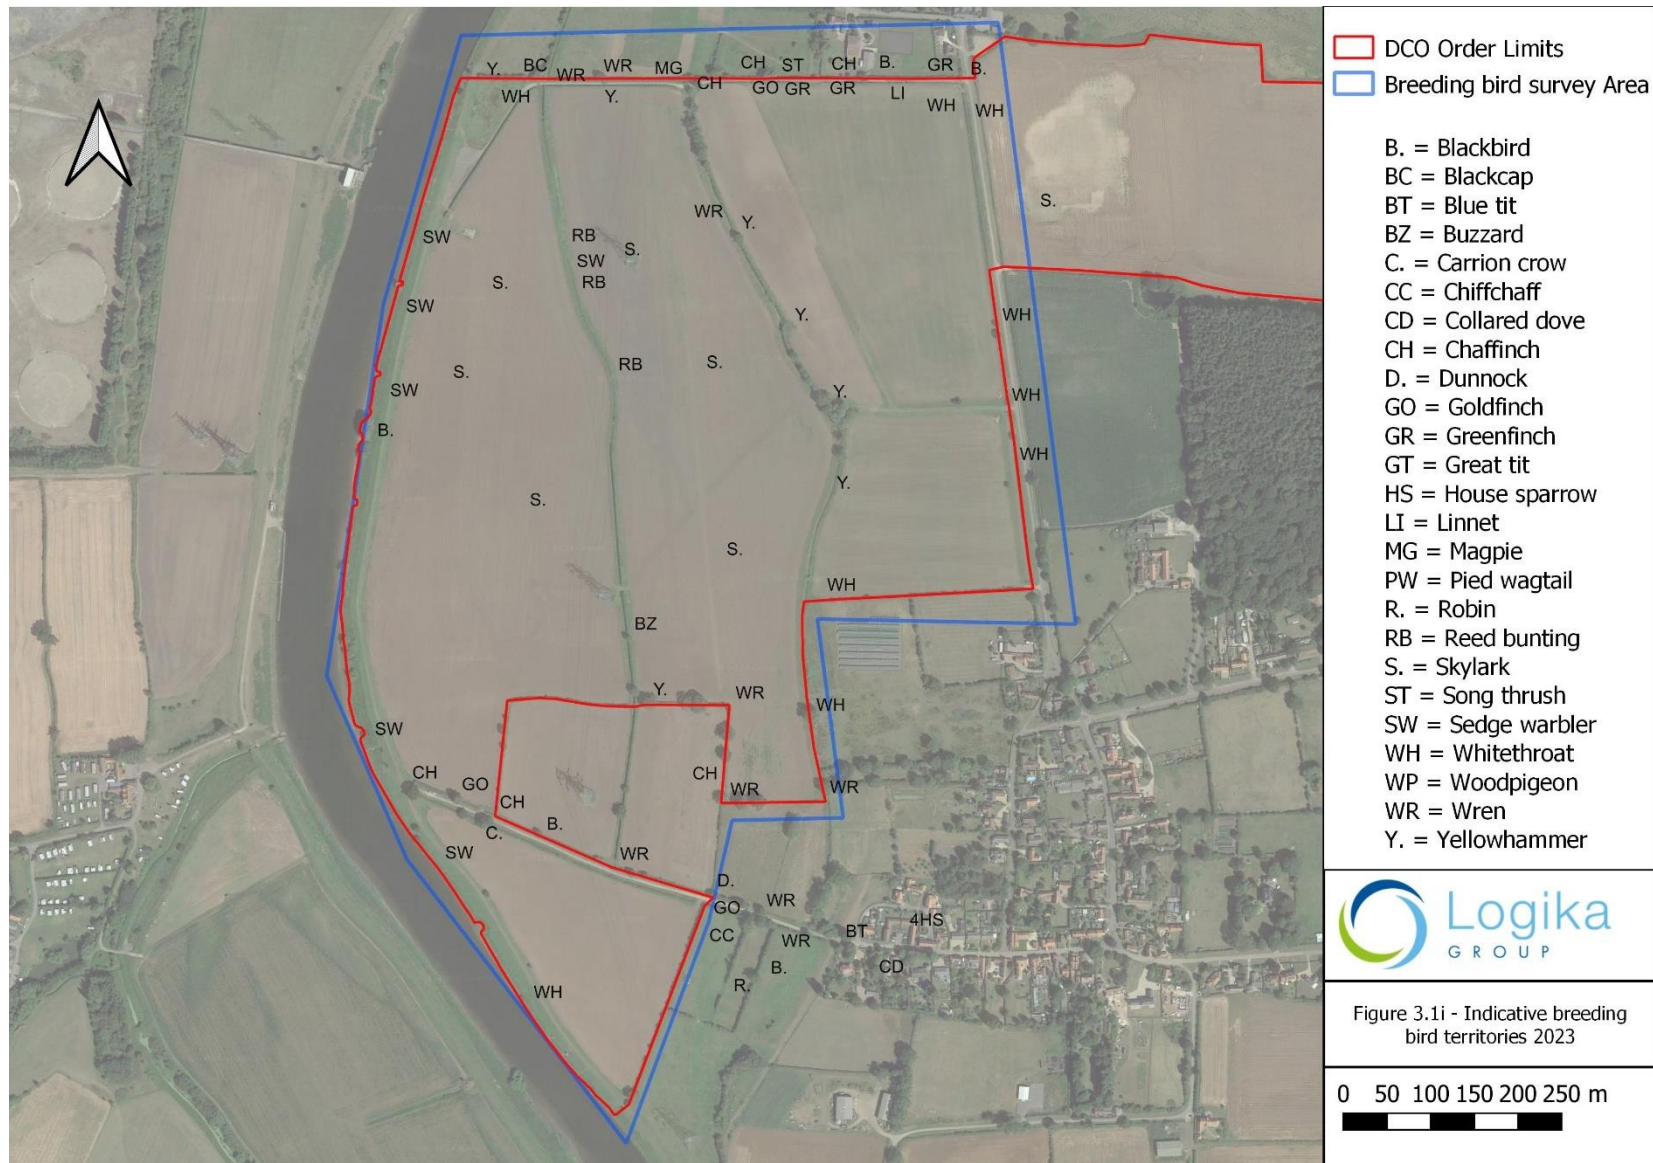 Y.
BC
WR
WR
MG
CH
CH
ST
CH
B.
GR
B.
WH
Y.
GO
GR
GR
LI
WH
WH
S.
WR
Y.
SW
RB
S.
SW
RB
S.
SW
Y.
WH
RB
S.
S.
SW
Y.
WH
B.
WH
Y.
S.
S.
WH
BZ
Y.
WR
WH
SW
CH
GO
CH
CH
WR
WR
C.
B.
SW
WR
D.
GO
WR
CC
WR
BT
4HS
B.
CD
R.
WH
DCO Order Limits
Breeding bird survey Area
B. = Blackbird
BC = Blackcap
BT = Blue tit
BZ = Buzzard
C. = Carrion crow
CC = Chiffchaff
CD = Collared dove
CH = Chaffinch
D. = Dunnock
GO = Goldfinch
GR = Greenfinch
GT = Great tit
HS = House sparrow
LI = Linnet
MG = Magpie
PW = Pied wagtail
R. = Robin
RB = Reed bunting
S. = Skylark
ST = Song thrush
SW = Sedge warbler
WH = Whitethroat
WP = Woodpigeon
WR = Wren
Y. = Yellowhammer
Logika
GROUP
Figure 3.1i - Indicative breeding
bird territories 2023
0 50 100 150 200 250 m